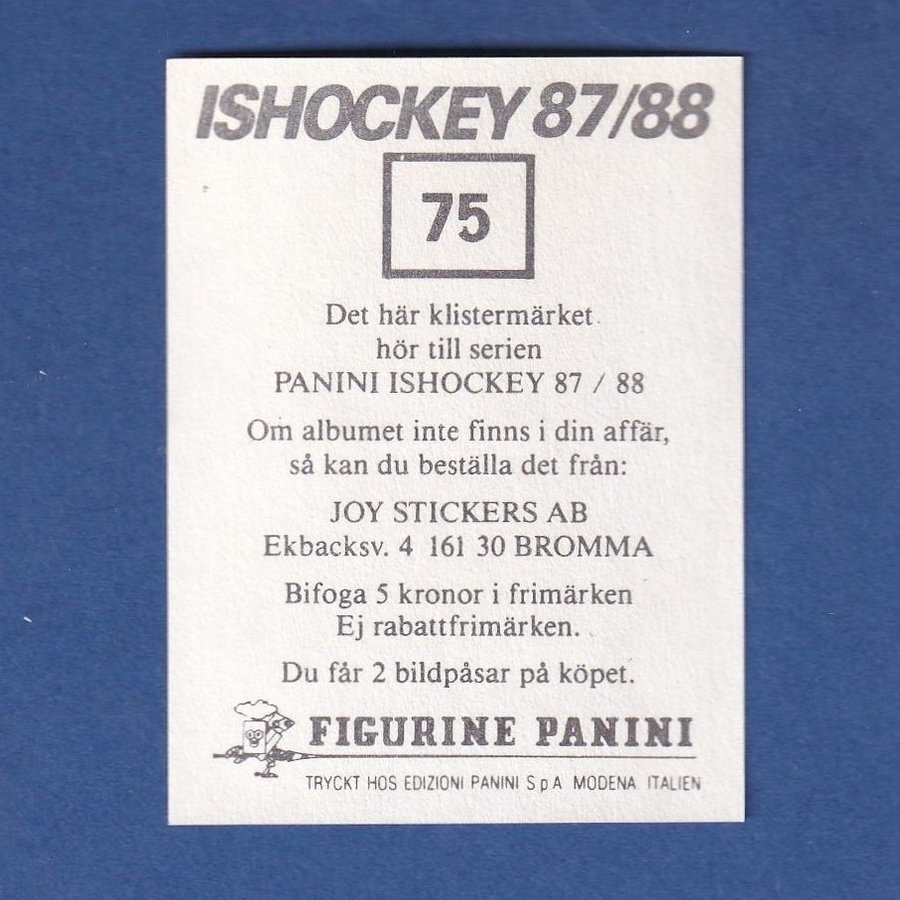 ISHOCKEY 87/88
75
Det här klistermärket
hör till serien
PANINI ISHOCKEY 87 / 88
Om albumet inte finns i din affär,
så kan du beställa det från:
JOY STICKERS AB
Ekbacksv. 4 161 30 BROMMA
Bifoga 5 kronor i frimärken
Ej rabattfrimärken.
Du får 2 bildpåsar på köpet.
FIGURINE PANINI
TRYCKT HOS EDIZIONI PANINI S p A MODENA ITALIEN